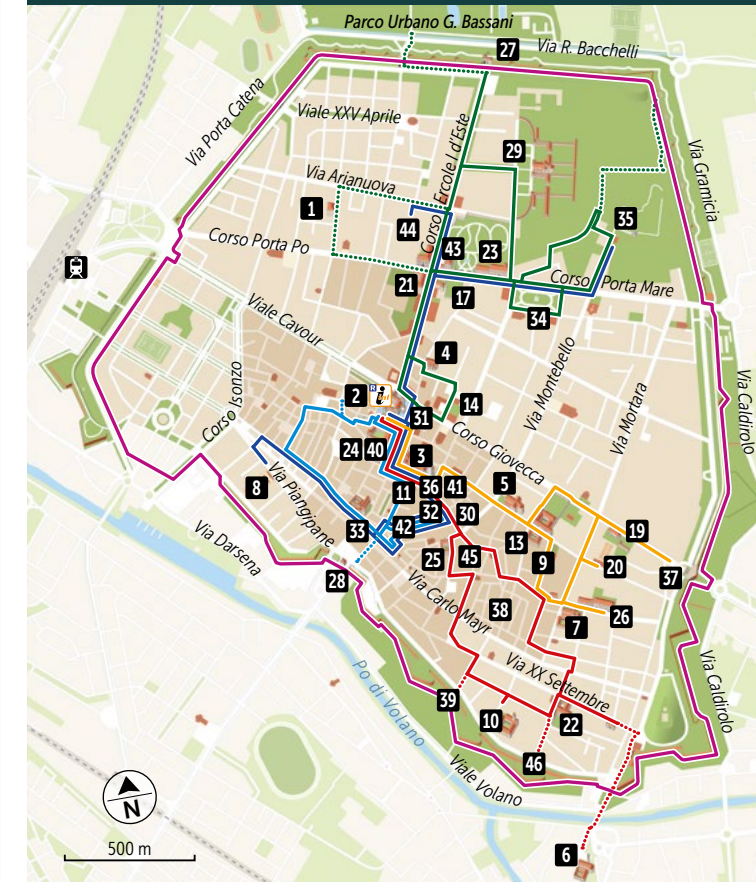 Parco Urbano G. Bassani
27
Via R. Bacchelli
Via Porta Catena
Viale XXV Aprile
Corso Ercole I d'Este
29
Via Gramicia
Via Arianuova
1
44
35
Corso Porta Po
43
23
21
17
Corso Porta Mare
34
Viale Cavour
4
Via Montebello
Via Mortara
Via Caldirolo
2
R
i
14
31
Corso Isonzo
Corso Giovecca
24
40
3
8
Via Piangipane
11
36
41
5
32
30
33
42
13
19
Via Darsena
25
45
9
20
37
28
Via Carlo Mayr
38
7
26
Via XX Settembre
Via Caldirolo
Po di Volano
39
10
22
46
Viale Volano
N
500 m
6